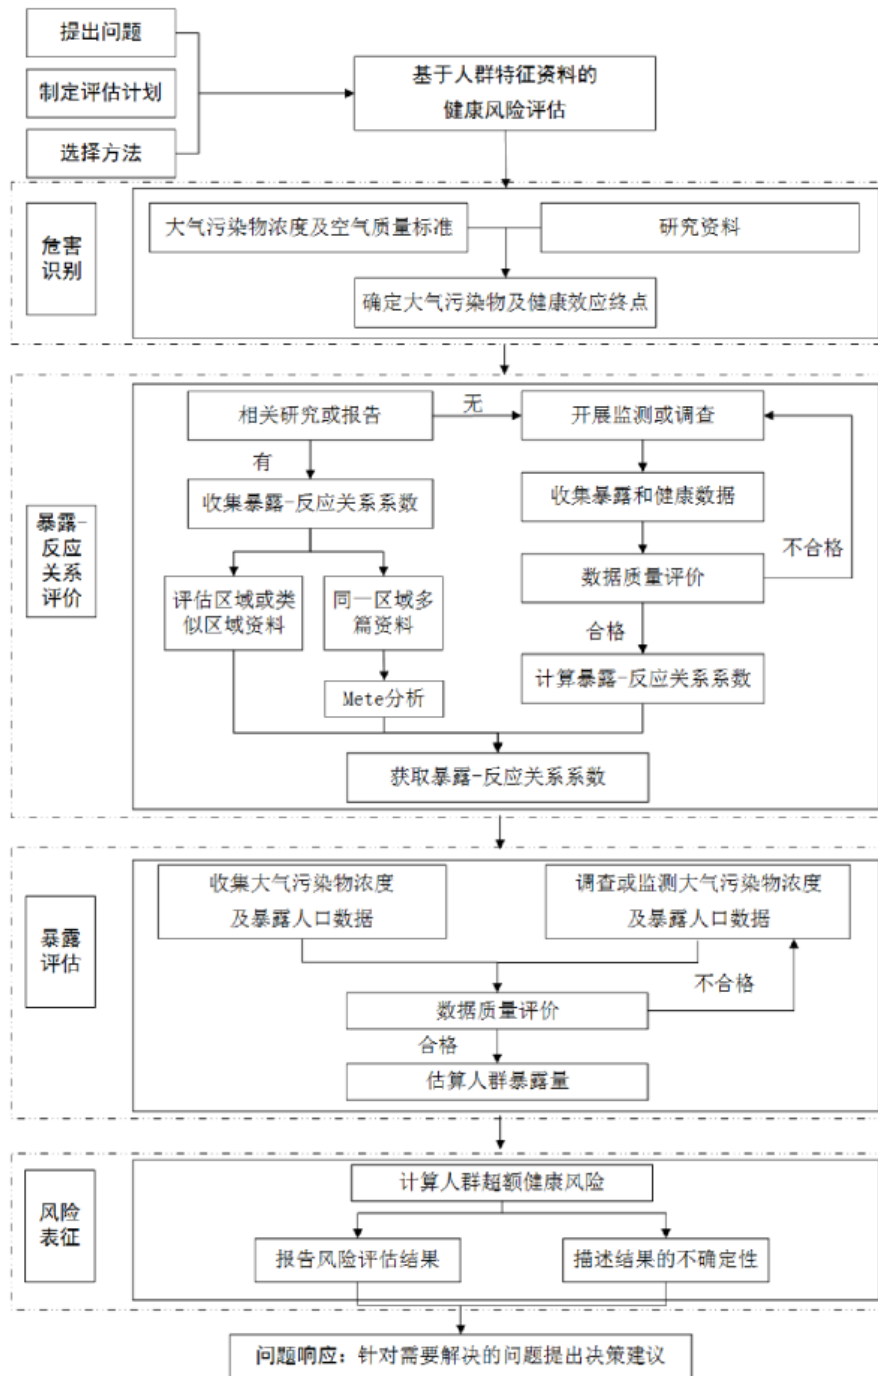 提出问题
制定评估计划
选择方法
基于人群特征资料的
健康风险评估
危害
识别
大气污染物浓度及空气质量标准
研究资料
确定大气污染物及健康效应终点
暴露-
反应
关系
评价
相关研究或报告
无
开展监测或调查
有
收集暴露-反应关系系数
收集暴露和健康数据
不合格
评估区域或类
似区域资料
同一区域多
篇资料
数据质量评价
合格
Mete分析
计算暴露-反应关系系数
获取暴露-反应关系系数
暴露
评估
收集大气污染物浓度
及暴露人口数据
调查或监测大气污染物浓度
及暴露人口数据
不合格
数据质量评价
合格
估算人群暴露量
风险
表征
计算人群超额健康风险
报告风险评估结果
描述结果的不确定性
问题响应：针对需要解决的问题提出决策建议